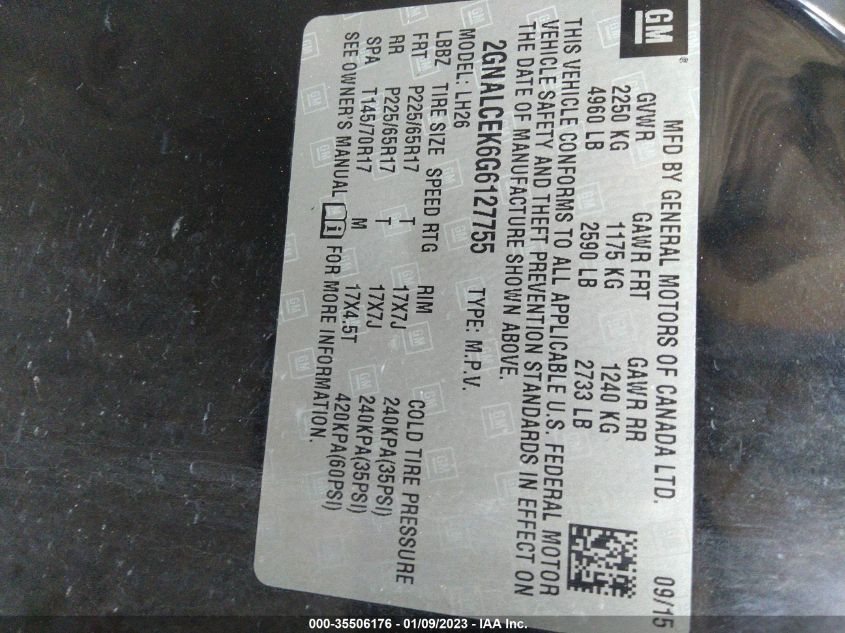 GM
MFD BY GENERAL MOTORS OF CANADA LTD. 09/15
GVWR GAWR FRT GAWR RR
2250 KG 1175 KG 1240 KG
4960 LB 2590 LB 2733 LB
THIS VEHICLE CONFORMS TO ALL APPLICABLE U.S. FEDERAL MOTOR
VEHICLE SAFETY AND THEFT PREVENTION STANDARDS IN EFFECT ON
THE DATE OF MANUFACTURE SHOWN ABOVE.
2GNALCEK6G6127755 TYPE: M.P.V.
MODEL: LH26
LBBZ TIRE SIZE SPEED RTG RIM COLD TIRE PRESSURE
FRT P225/65R17 T 17X7J 240KPA(35PSI)
RR P225/65R17 T 17X7J 240KPA(35PSI)
SPA T145/70R17 M 17X4.5T 420KPA(60PSI)
SEE OWNER'S MANUAL FOR MORE INFORMATION.
000-35506176 - 01/09/2023 - IAA Inc.